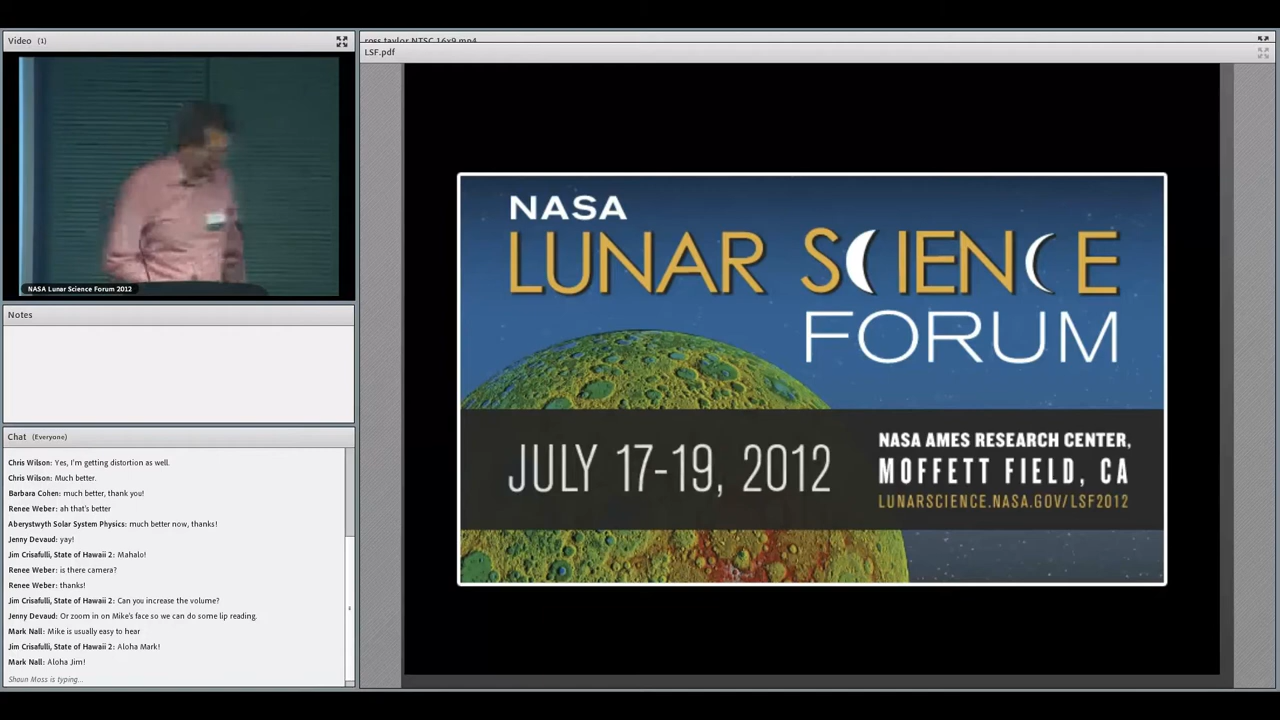 Video (1)
NASA Lunar Science Forum 2012
Notes
Chat (Everyone)
Chris Wilson: Yes, I'm getting distortion as well.
Chris Wilson: Much better.
Barbara Cohen: much better, thank you!
Renee Weber: ah that's better
Aberystwyth Solar System Physics: much better now, thanks!
Jenny Devaud: yay!
Jim Crisafulli, State of Hawaii 2: Mahalo!
Renee Weber: is there camera?
Renee Weber: thanks!
Jim Crisafulli, State of Hawaii 2: Can you increase the volume?
Jenny Devaud: Or zoom in on Mike's face so we can do some lip reading.
Mark Nall: Mike is usually easy to hear
Jim Crisafulli, State of Hawaii 2: Aloha Mark!
Mark Nall: Aloha Jim!
Shaun Moss is typing...
ross taylor NTSC 16x9.mp4
LSF.pdf
NASA
LUNAR SCIENCE
FORUM
JULY 17-19, 2012
NASA AMES RESEARCH CENTER,
MOFFETT FIELD, CA
LUNARSCIENCE.NASA.GOV/LSF2012